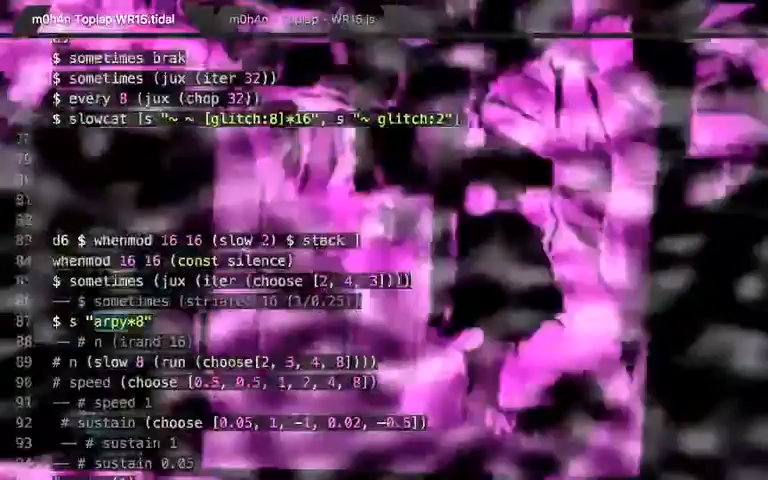 m0h4n Toplap WR15.tidal
m0h4n Toplap - WR15.js
$ sometimes brak
$ sometimes (jux (iter 32))
$ every 8 (jux (chop 32))
$ slowcat [s "~ ~ [glitch:8]*16", s "~ glitch:2"]
77
79
81
82
83 d6 $ whenmod 16 16 (slow 2) $ stack [
84 whenmod 16 16 (const silence)
$ sometimes (jux (iter (choose [2, 4, 3])))
-- $ sometimes (striate' 16 (1/0.25))
87 $ s "arpy*8"
88 -- # n (irand 16)
89 # n (slow 8 (run (choose[2, 3, 4, 8])))
90 # speed (choose [0.5, 0.5, 1, 2, 4, 8])
91 -- # speed 1
92 # sustain (choose [0.05, 1, -1, 0.02, -0.5])
93 -- # sustain 1
94 -- # sustain 0.05